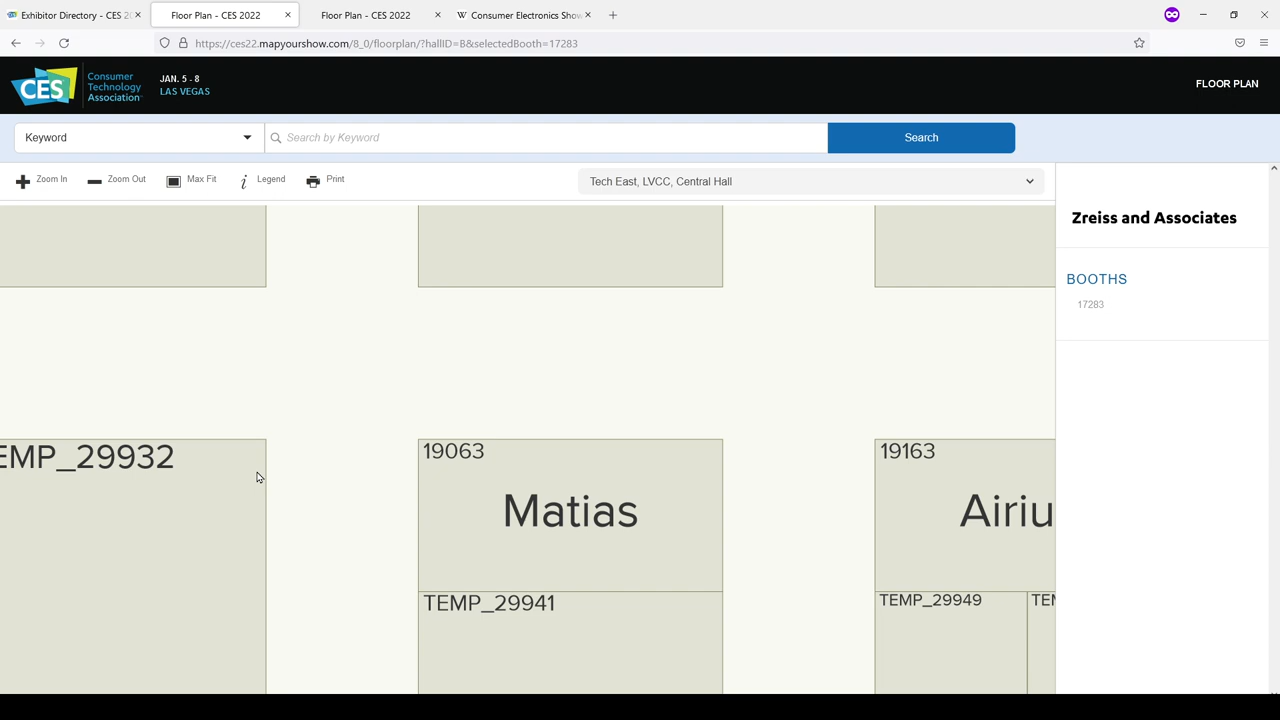 Exhibitor Directory - CES 20
Floor Plan - CES 2022
Floor Plan - CES 2022
Consumer Electronics Show
https://ces22.mapyourshow.com/8_0/floorplan/?hallID=B&selectedBooth=17283
CES
Consumer
Technology
Association
JAN. 5 - 8
LAS VEGAS
FLOOR PLAN
Keyword
Search by Keyword
Search
Zoom In
Zoom Out
Max Fit
Legend
Print
Tech East, LVCC, Central Hall
Zreiss and Associates
BOOTHS
17283
EMP_29932
19063
Matias
TEMP_29941
19163
Airiu
TEMP_29949
TEM